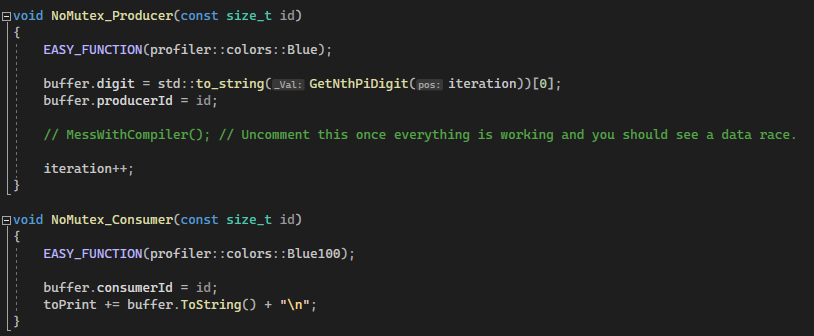 void NoMutex_Producer(const size_t id)
{
EASY_FUNCTION(profiler::colors::Blue);
buffer.digit = std::to_string(_Val: GetNthPiDigit(pos: iteration))[0];
buffer.producerId = id;
// MessWithCompiler(); // Uncomment this once everything is working and you should see a data race.
iteration++;
}
void NoMutex_Consumer(const size_t id)
{
EASY_FUNCTION(profiler::colors::Blue100);
buffer.consumerId = id;
toPrint += buffer.ToString() + "\n";
}